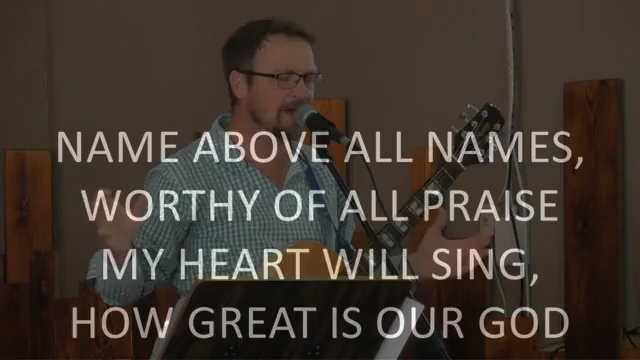 NAME ABOVE ALL NAMES,
WORTHY OF ALL PRAISE
MY HEART WILL SING,
HOW GREAT IS OUR GOD